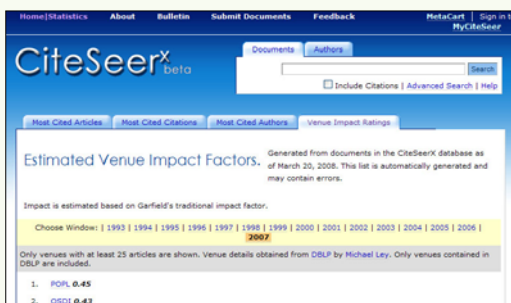 Home|Statistics About Bulletin Submit Documents Feedback MetaCart | Sign in t
MyCiteSeer
Documents Authors
CiteSeerx
beta
Search
Include Citations | Advanced Search | Help
Most Cited Articles Most Cited Citations Most Cited Authors Venue Impact Ratings
Estimated Venue Impact Factors.
Generated from documents in the CiteSeerX database as
of March 20, 2008. This list is automatically generated and
may contain errors.
Impact is estimated based on Garfield's traditional impact factor.
Choose Window: | 1993 | 1994 | 1995 | 1996 | 1997 | 1998 | 1999 | 2000 | 2001 | 2002 | 2003 | 2004 | 2005 | 2006 |
2007
Only venues with at least 25 articles are shown. Venue details obtained from DBLP by Michael Ley. Only venues contained in
DBLP are included.
1. POPL 0.45
2. OSDI 0.43